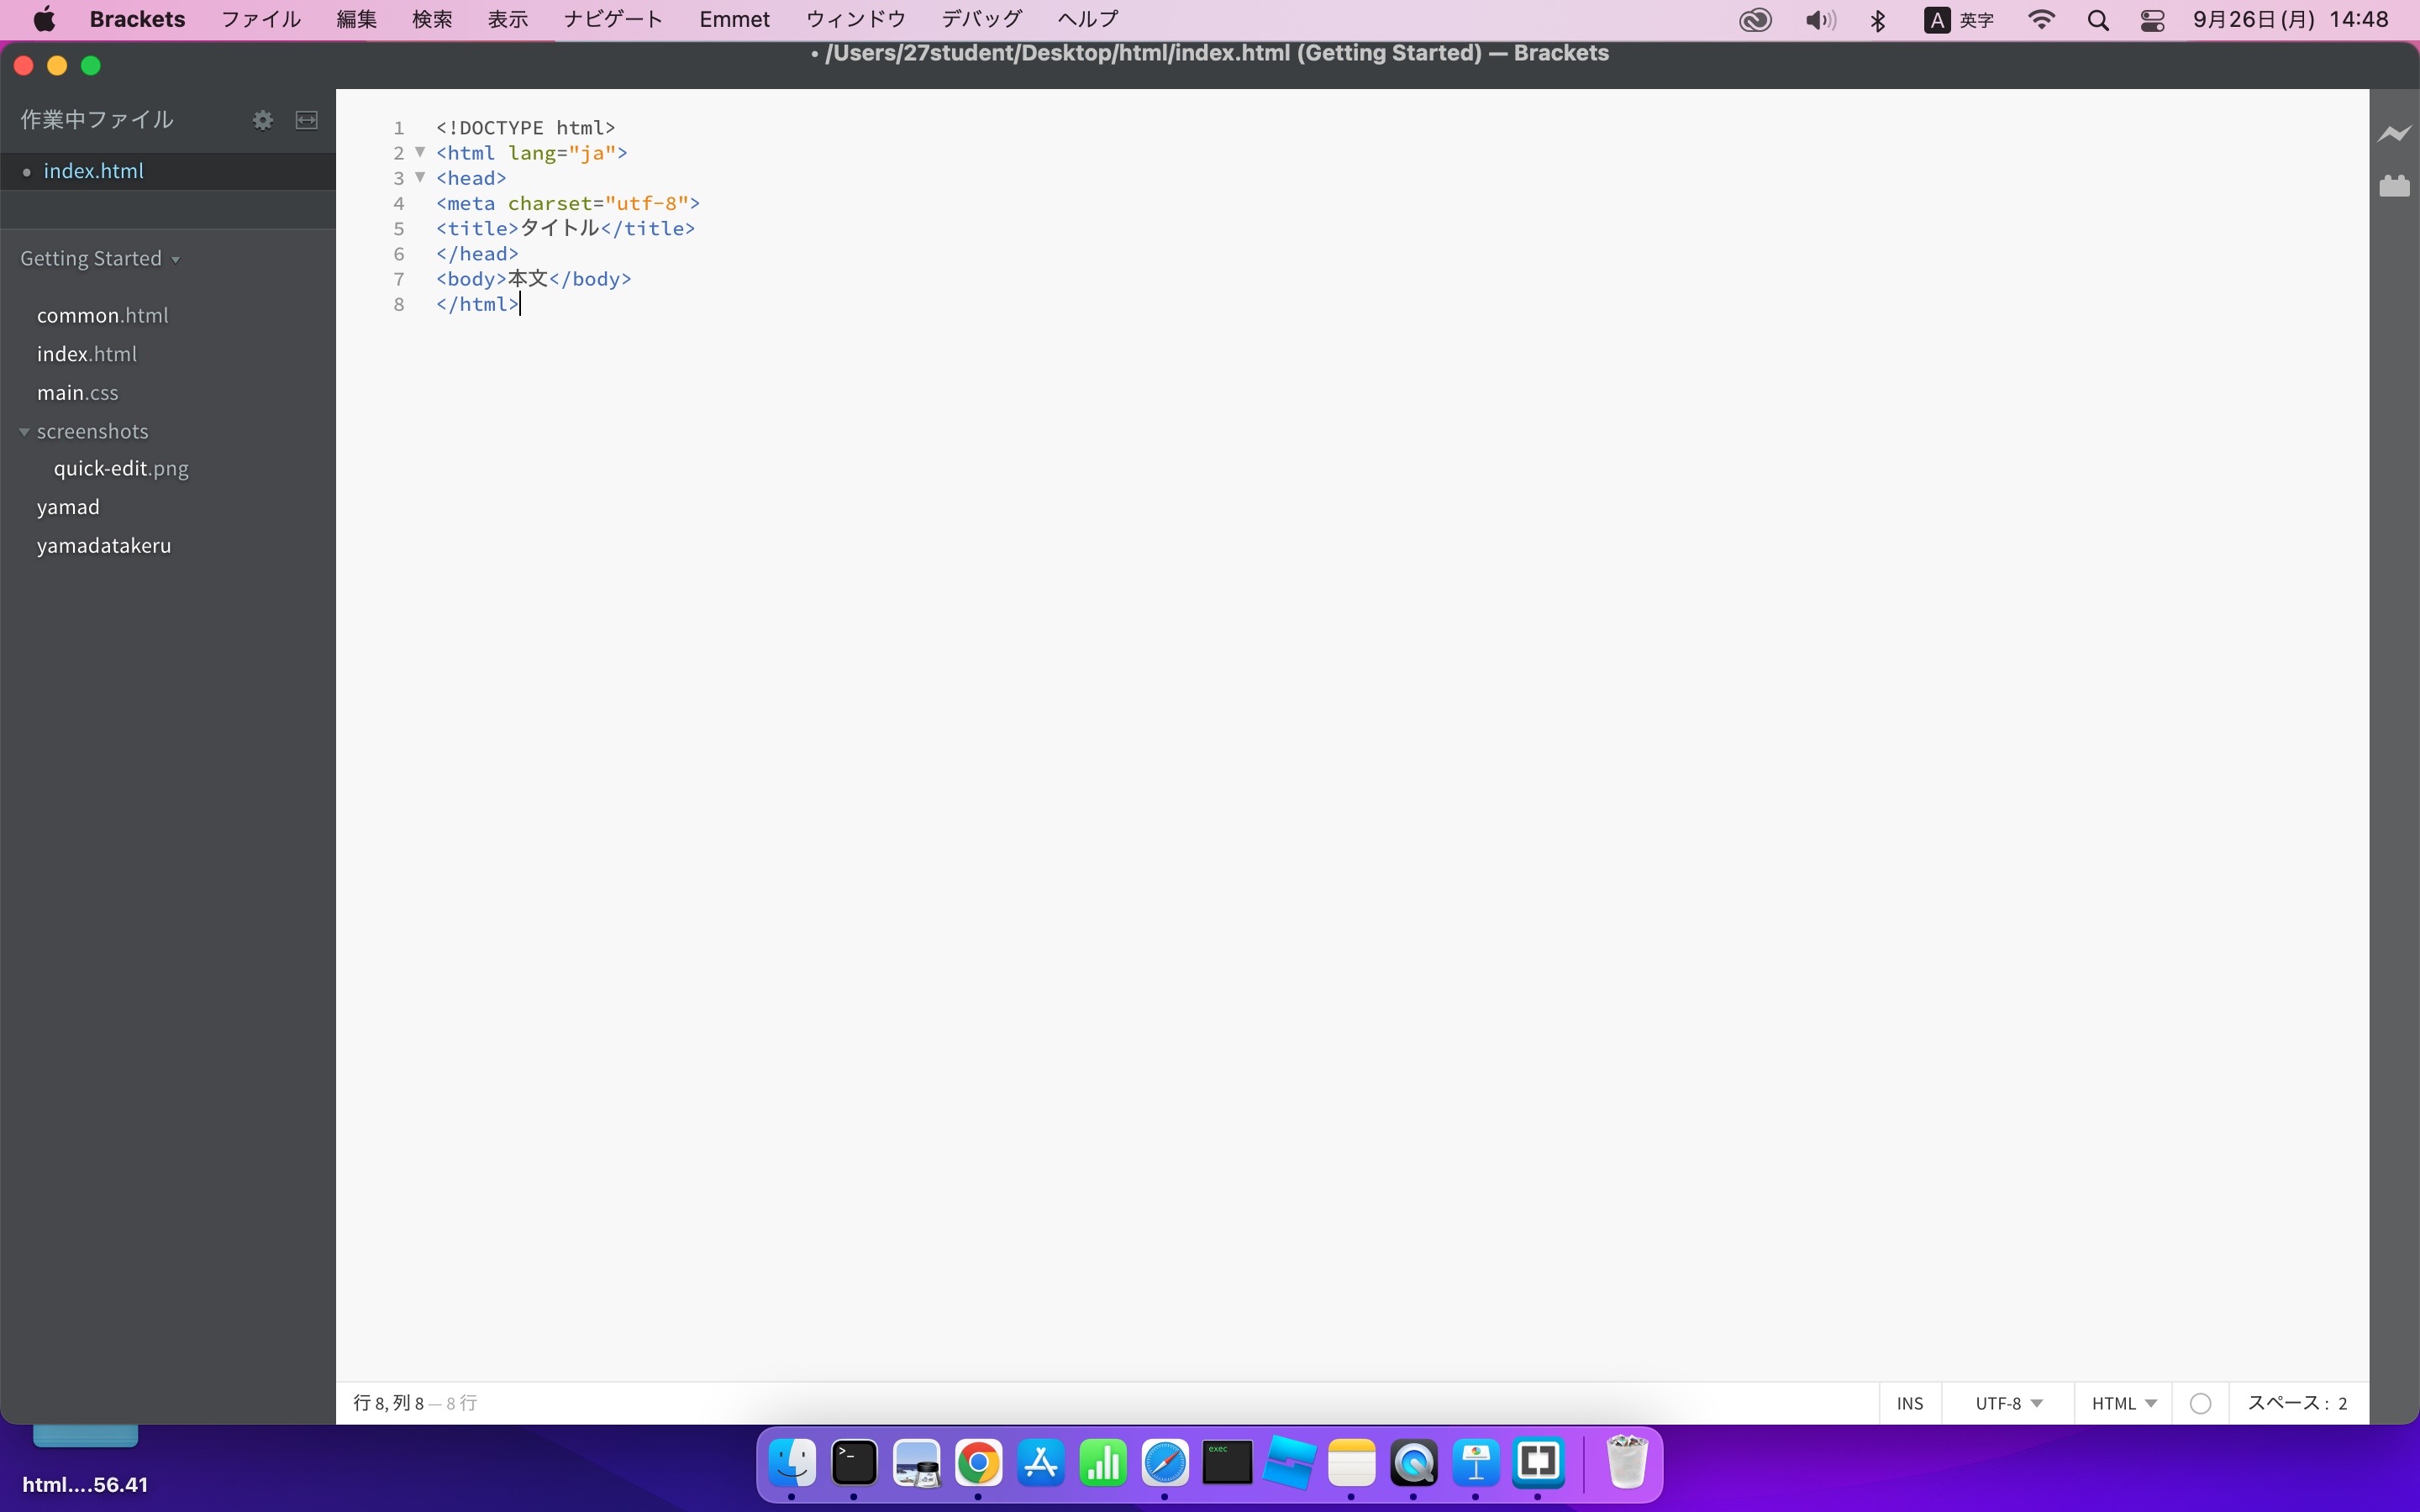 Brackets ファイル 編集 検索 表示 ナビゲート Emmet ウィンドウ デバッグ ヘルプ A 英字 9月26日(月) 14:48
• /Users/27student/Desktop/html/index.html (Getting Started) — Brackets
作業中ファイル
• index.html
Getting Started
common.html
index.html
main.css
screenshots
quick-edit.png
yamad
yamadatakeru
1 <!DOCTYPE html>
2 <html lang="ja">
3 <head>
4 <meta charset="utf-8">
5 <title>タイトル</title>
6 </head>
7 <body>本文</body>
8 </html>
行 8, 列 8 — 8 行 INS UTF-8 HTML スペース: 2
>_
exec
html....56.41